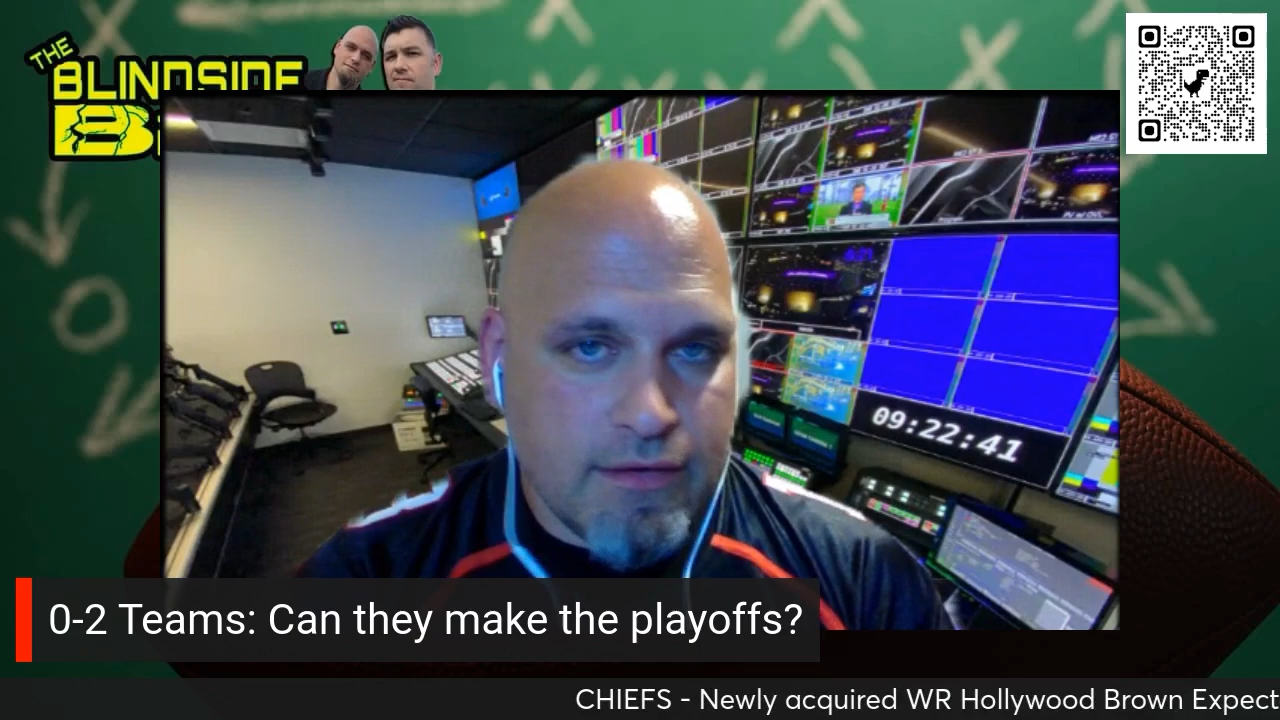 THE
BLINDSIDE
09:22:41
0-2 Teams: Can they make the playoffs?
CHIEFS - Newly acquired WR Hollywood Brown Expect